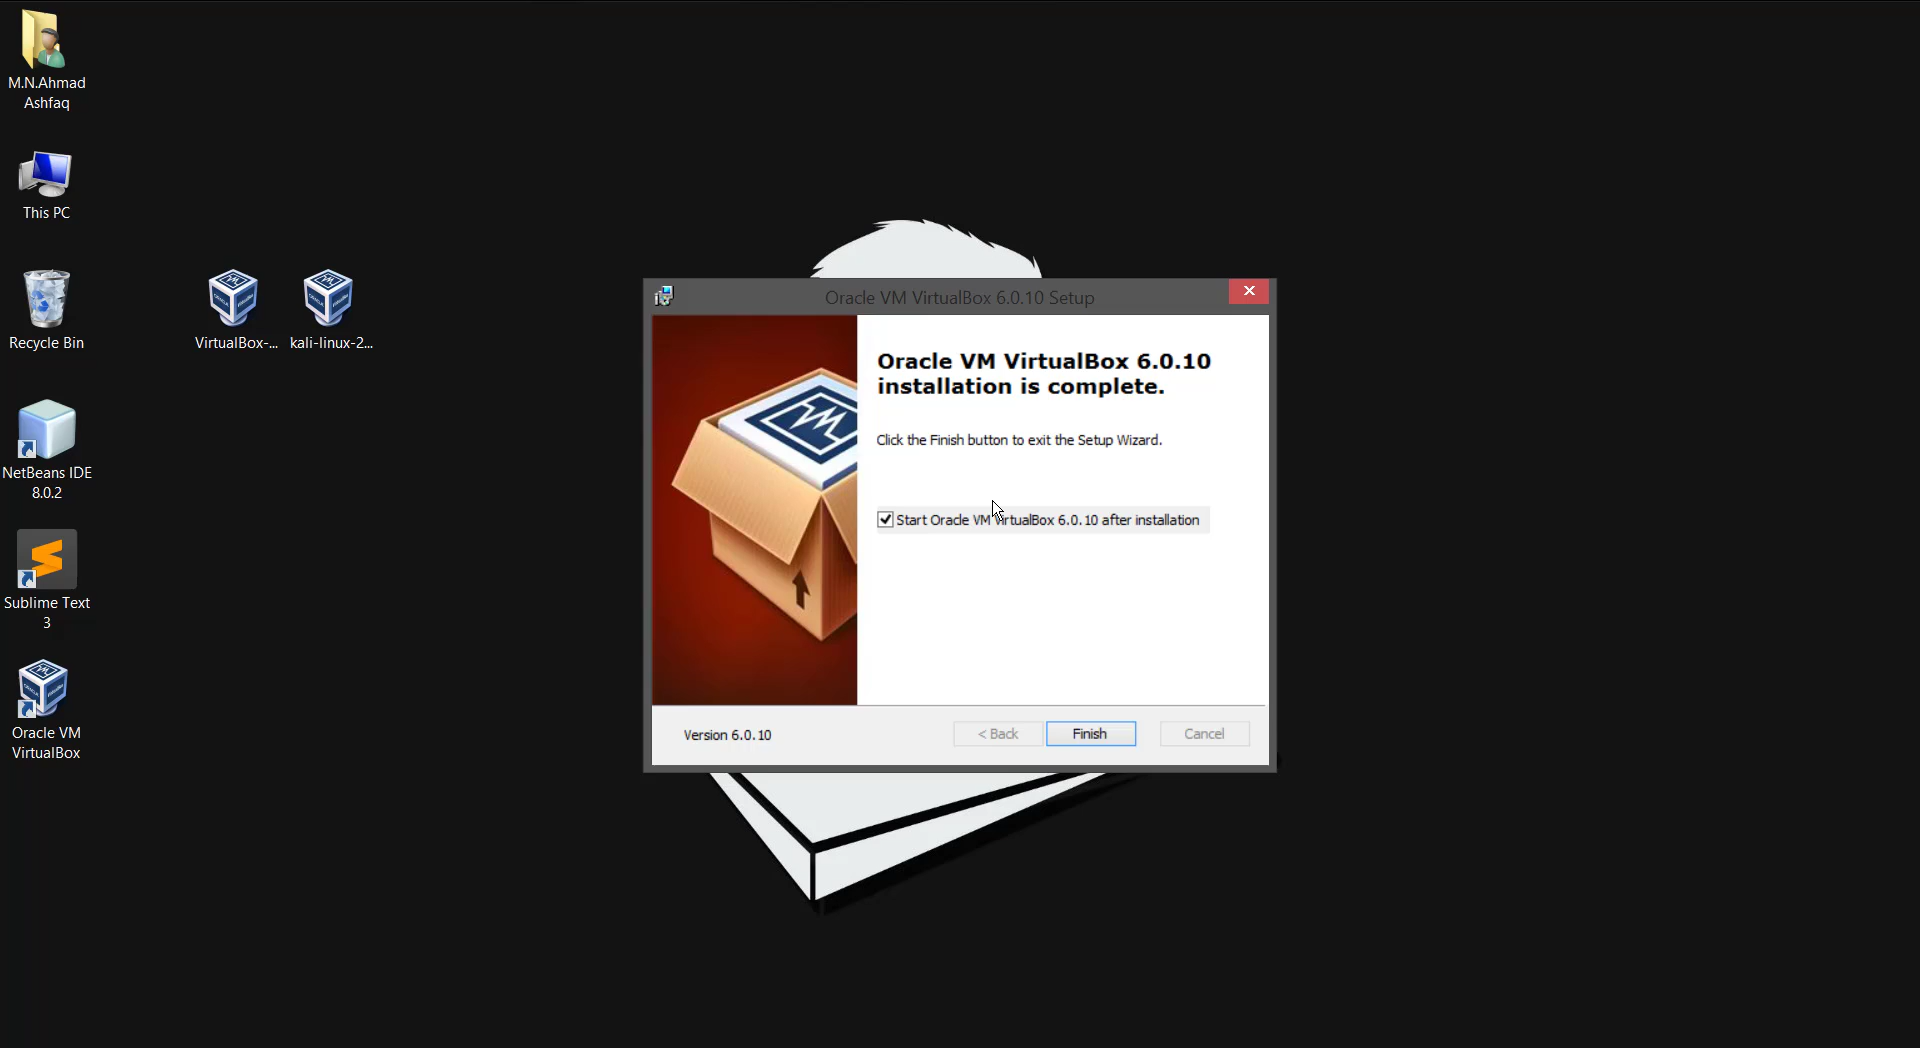 M.N.Ahmad
Ashfaq
This PC
Recycle Bin
VirtualBox-...
kali-linux-2...
NetBeans IDE
8.0.2
Sublime Text
3
Oracle VM
VirtualBox
Oracle VM VirtualBox 6.0.10 Setup
Oracle VM VirtualBox 6.0.10
installation is complete.
Click the Finish button to exit the Setup Wizard.
Start Oracle VM VirtualBox 6.0.10 after installation
Version 6.0.10
< Back
Finish
Cancel